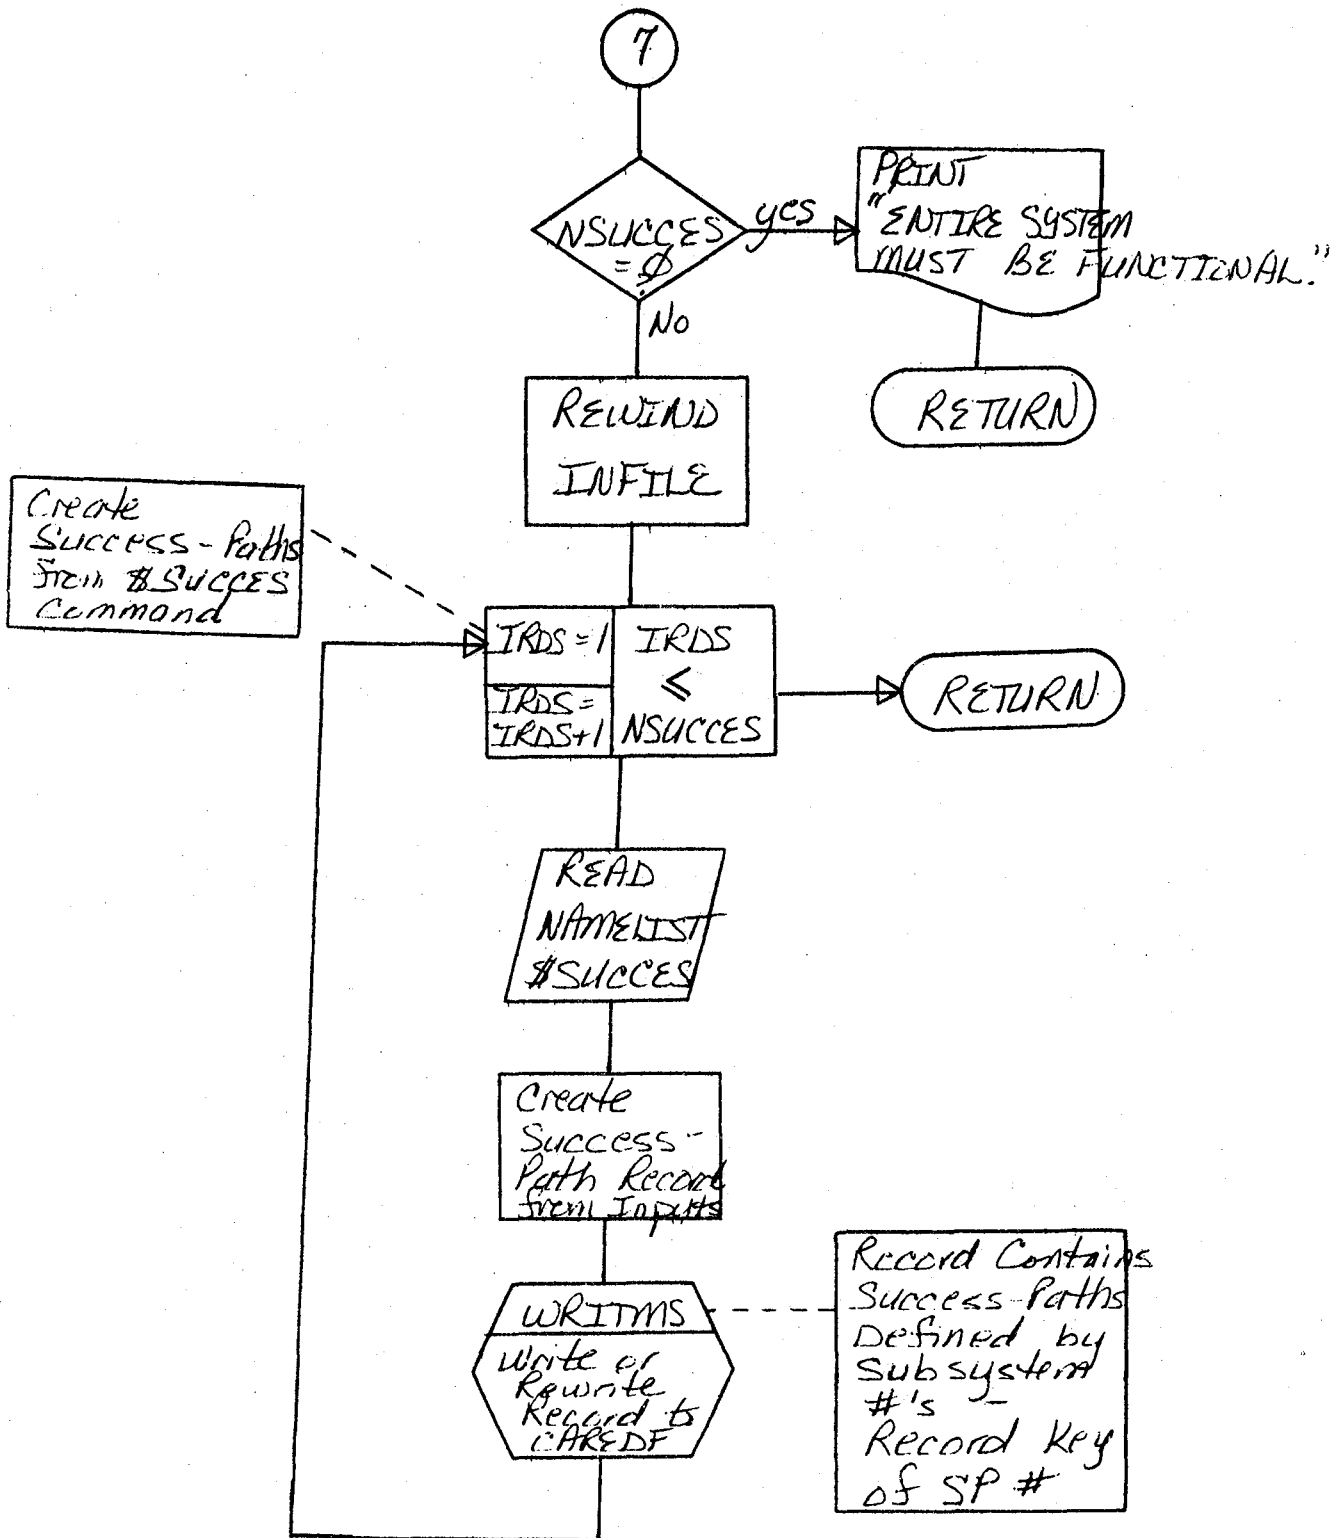 7
NSUCCES
= Ø
yes
PRINT
"ENTIRE SYSTEM
MUST BE FUNCTIONAL."
No
RETURN
REWIND
INFILE
Create
Success-Paths
from $SUCCES
Command
IRDS=1
IRDS=
IRDS+1
IRDS
≤
NSUCCES
RETURN
READ
NAMELIST
$SUCCES
Create
Success-
Path Record
from Inputs
WRITMS
Write or
Rewrite
Record to
CAREDF
Record Contains
Success-Paths
Defined by
Subsystem
#'s -
Record Key
of SP #